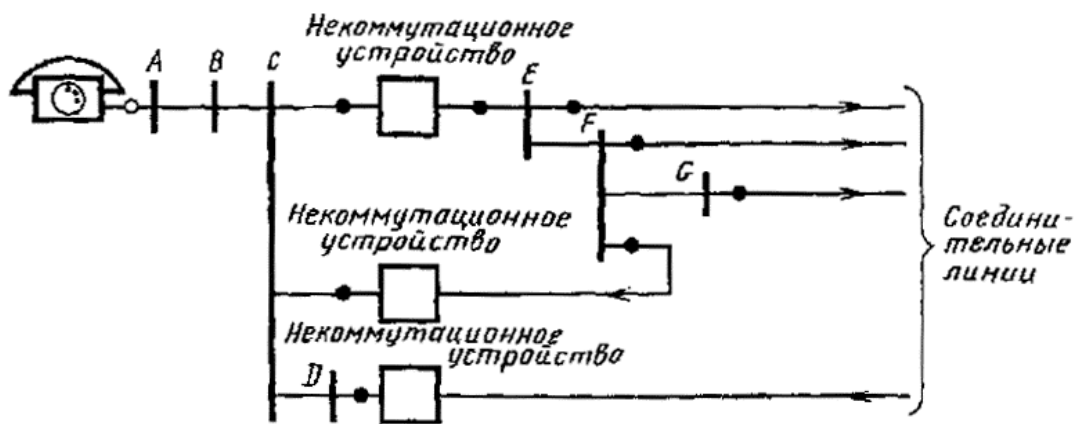 Некоммутационное
устройство
A
B
C
E
F
G
Некоммутационное
устройство
Соедини-
тельные
линии
Некоммутационное
устройство
D